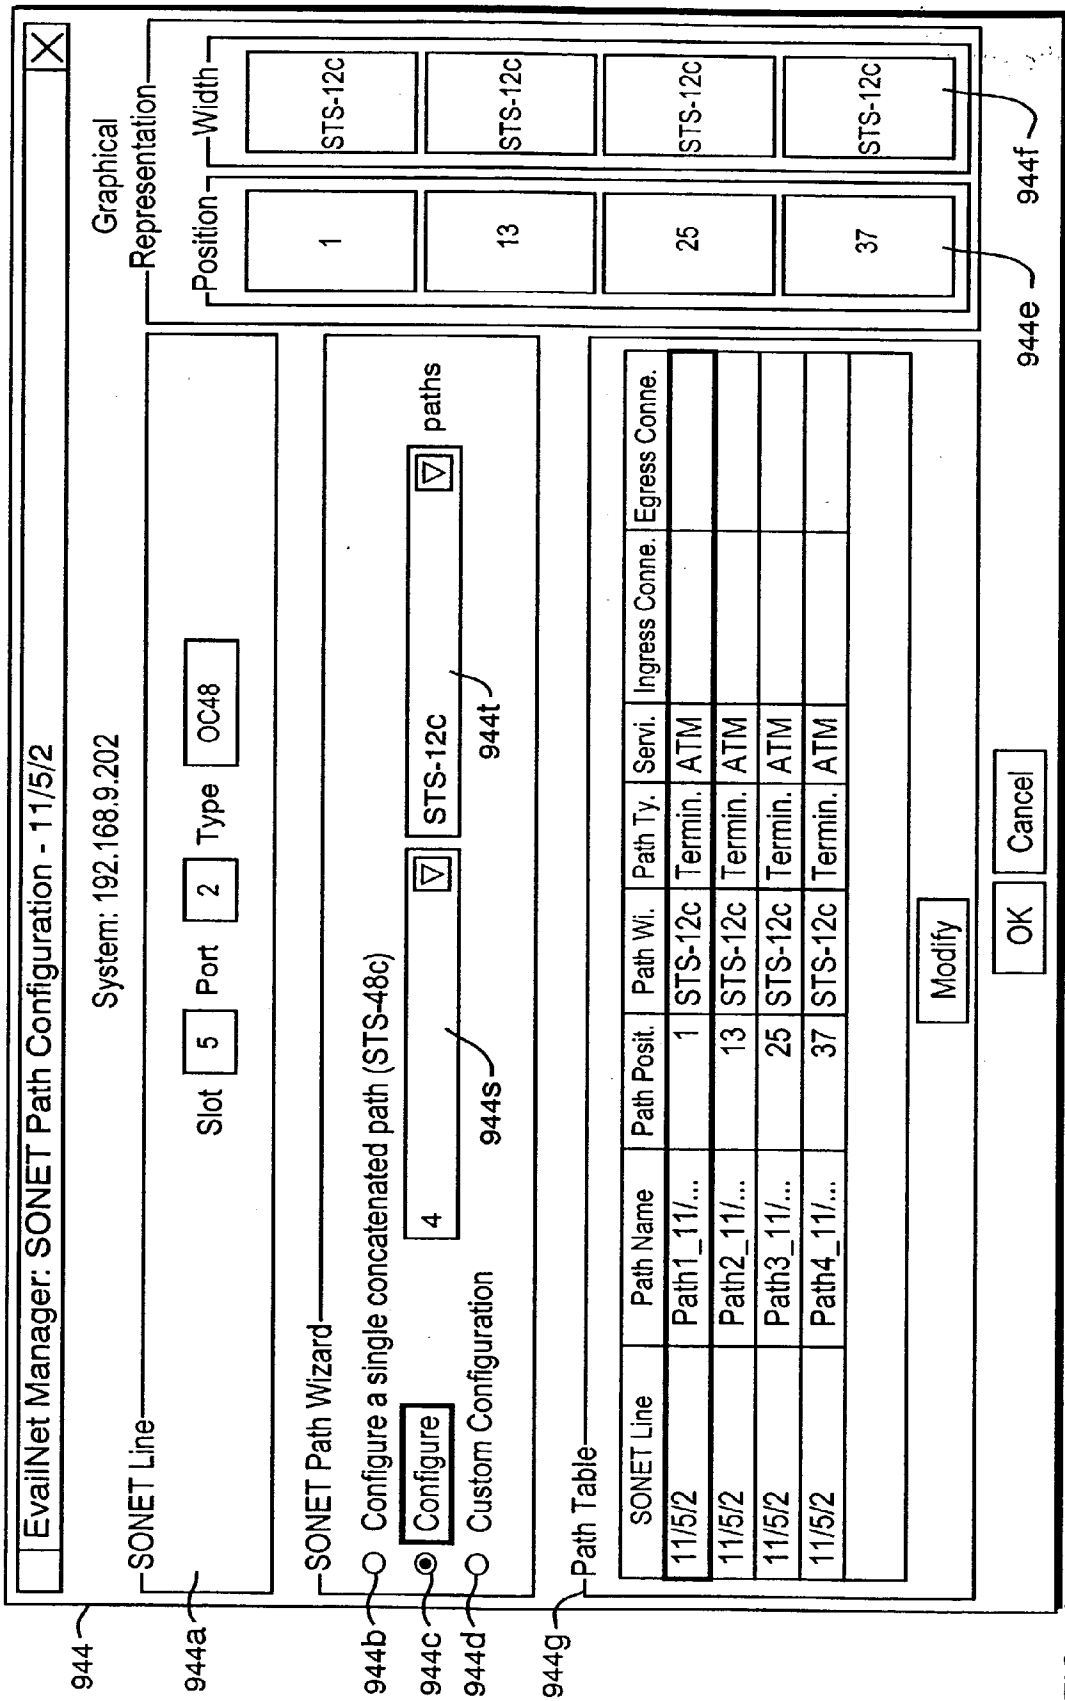 EvailNet Manager: SONET Path Configuration - 11/5/2
System: 192.168.9.202
944
SONET Line
944a
Slot 5 Port 2 Type OC48
Graphical
Representation
Position Width
1 STS-12c
13 STS-12c
25 STS-12c
37 STS-12c
944e
944f
SONET Path Wizard
944b
Configure a single concatenated path (STS-48c)
944c
Configure 4 STS-12C paths
944s
944t
944d
Custom Configuration
944g
Path Table
SONET Line Path Name Path Posit. Path Wi. Path Ty. Servi. Ingress Conne. Egress Conne.
11/5/2 Path1_11/... 1 STS-12c Termin. ATM
11/5/2 Path2_11/... 13 STS-12c Termin. ATM
11/5/2 Path3_11/... 25 STS-12c Termin. ATM
11/5/2 Path4_11/... 37 STS-12c Termin. ATM
Modify
OK Cancel